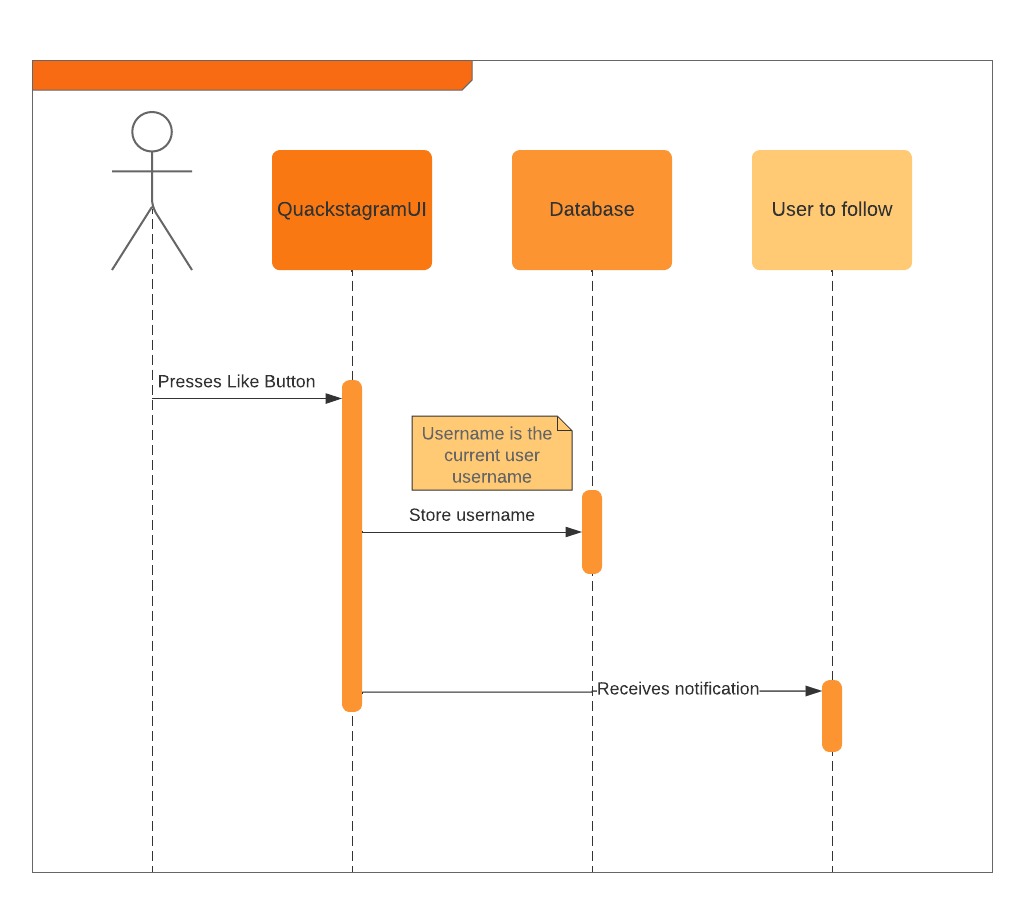 QuackstagramUI
Database
User to follow
Presses Like Button
Username is the
current user
username
Store username
Receives notification